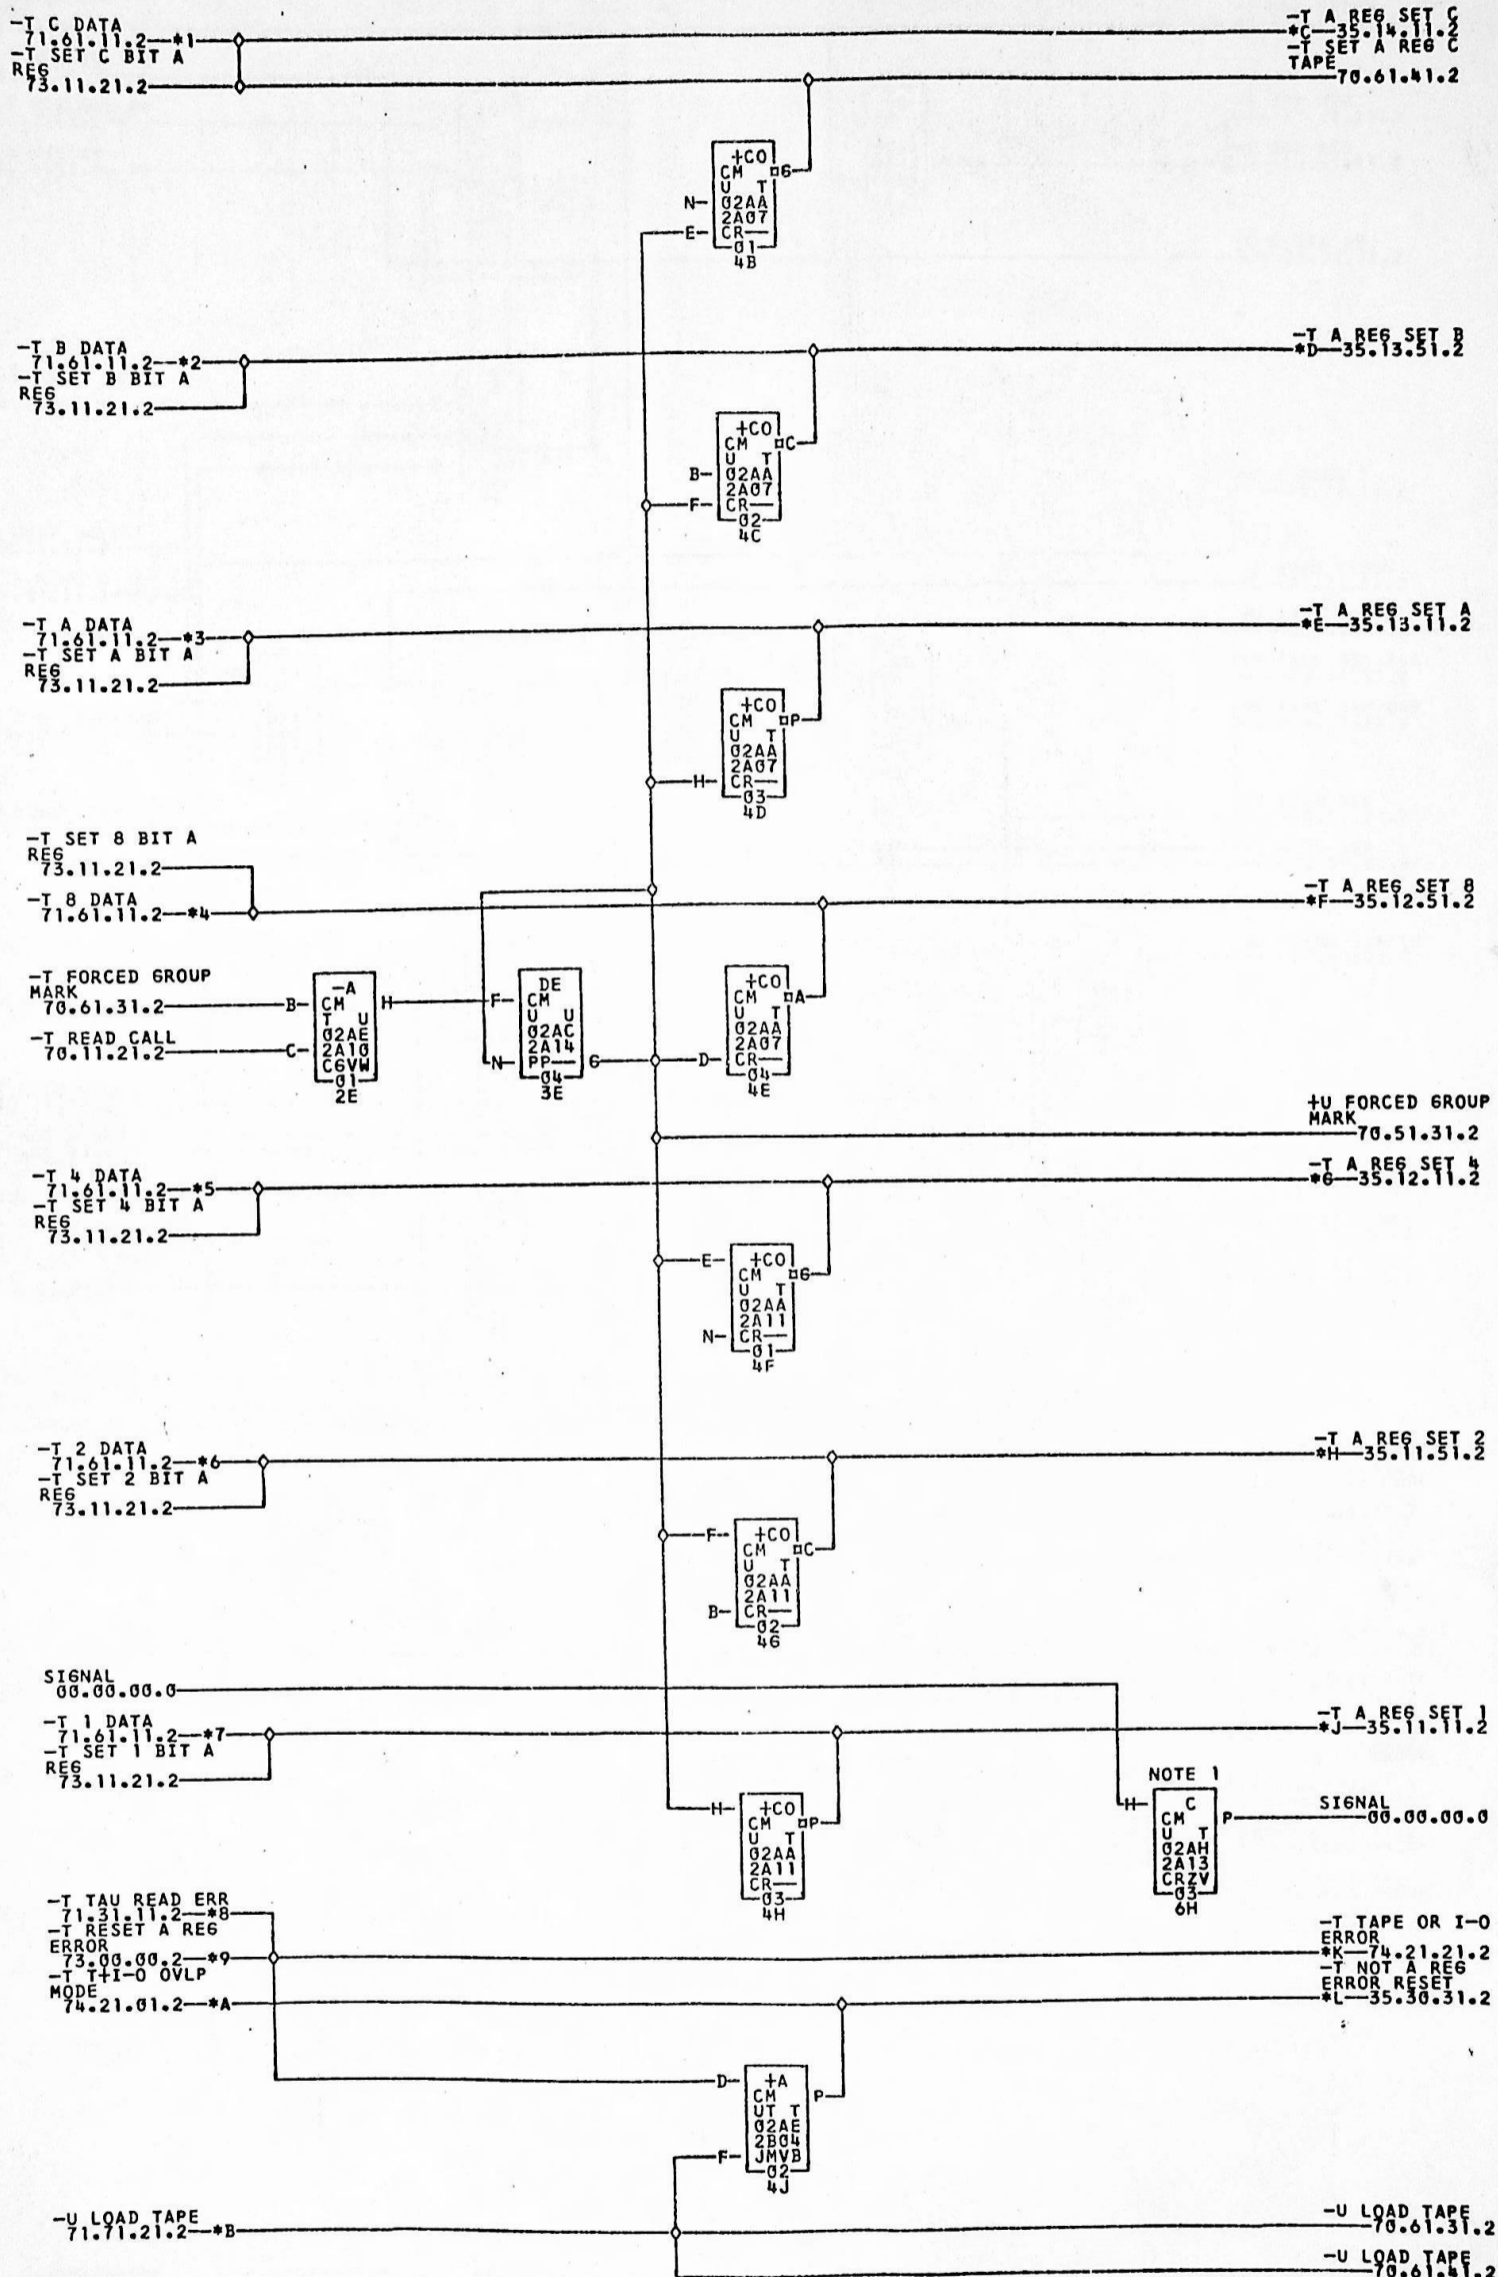 -T C DATA
71.61.11.2—*1
-T SET C BIT A
REG
73.11.21.2
-T A REG SET C
*C—35.14.11.2
-T SET A REG C
TAPE
70.61.41.2
+CO
CM ¤G
U T
N- 02AA
2A07
E- CR—
01
4B
-T B DATA
71.61.11.2—*2
-T SET B BIT A
REG
73.11.21.2
-T A REG SET B
*D—35.13.51.2
+CO
CM ¤C
U T
B- 02AA
2A07
F- CR—
02
4C
-T A DATA
71.61.11.2—*3
-T SET A BIT A
REG
73.11.21.2
-T A REG SET A
*E—35.13.11.2
+CO
CM ¤P
U T
02AA
2A07
H- CR—
03
4D
-T SET 8 BIT A
REG
73.11.21.2
-T 8 DATA
71.61.11.2—*4
-T A REG SET 8
*F—35.12.51.2
-T FORCED GROUP
MARK
70.61.31.2
-T READ CALL
70.11.21.2
-A
B- CM H
T U
02AE
C- 2A10
CGVW
01
2E
DE
F- CM
U U
02AC
2A14
N- PP— G
04
3E
+CO
CM ¤A
U T
02AA
2A07
D- CR—
04
4E
+U FORCED GROUP
MARK
70.51.31.2
-T 4 DATA
71.61.11.2—*5
-T SET 4 BIT A
REG
73.11.21.2
-T A REG SET 4
*G—35.12.11.2
E- +CO
CM ¤G
U T
02AA
2A11
N- CR—
01
4F
-T 2 DATA
71.61.11.2—*6
-T SET 2 BIT A
REG
73.11.21.2
-T A REG SET 2
*H—35.11.51.2
F- +CO
CM ¤C
U T
02AA
2A11
B- CR—
02
4G
SIGNAL
00.00.00.0
-T 1 DATA
71.61.11.2—*7
-T SET 1 BIT A
REG
73.11.21.2
-T A REG SET 1
*J—35.11.11.2
H- +CO
CM ¤P
U T
02AA
2A11
CR—
03
4H
NOTE 1
H- C
CM P
U T
02AH
2A13
CRZV
03
6H
SIGNAL
00.00.00.0
-T TAU READ ERR
71.31.11.2—*8
-T RESET A REG
ERROR
73.00.00.2—*9
-T T+I-O OVLP
MODE
74.21.01.2—*A
-T TAPE OR I-O
ERROR
*K—74.21.21.2
-T NOT A REG
ERROR RESET
*L—35.30.31.2
D- +A
CM P
UT T
02AE
2B04
F- JMVB
02
4J
-U LOAD TAPE
71.71.21.2—*B
-U LOAD TAPE
70.61.31.2
-U LOAD TAPE
70.61.41.2